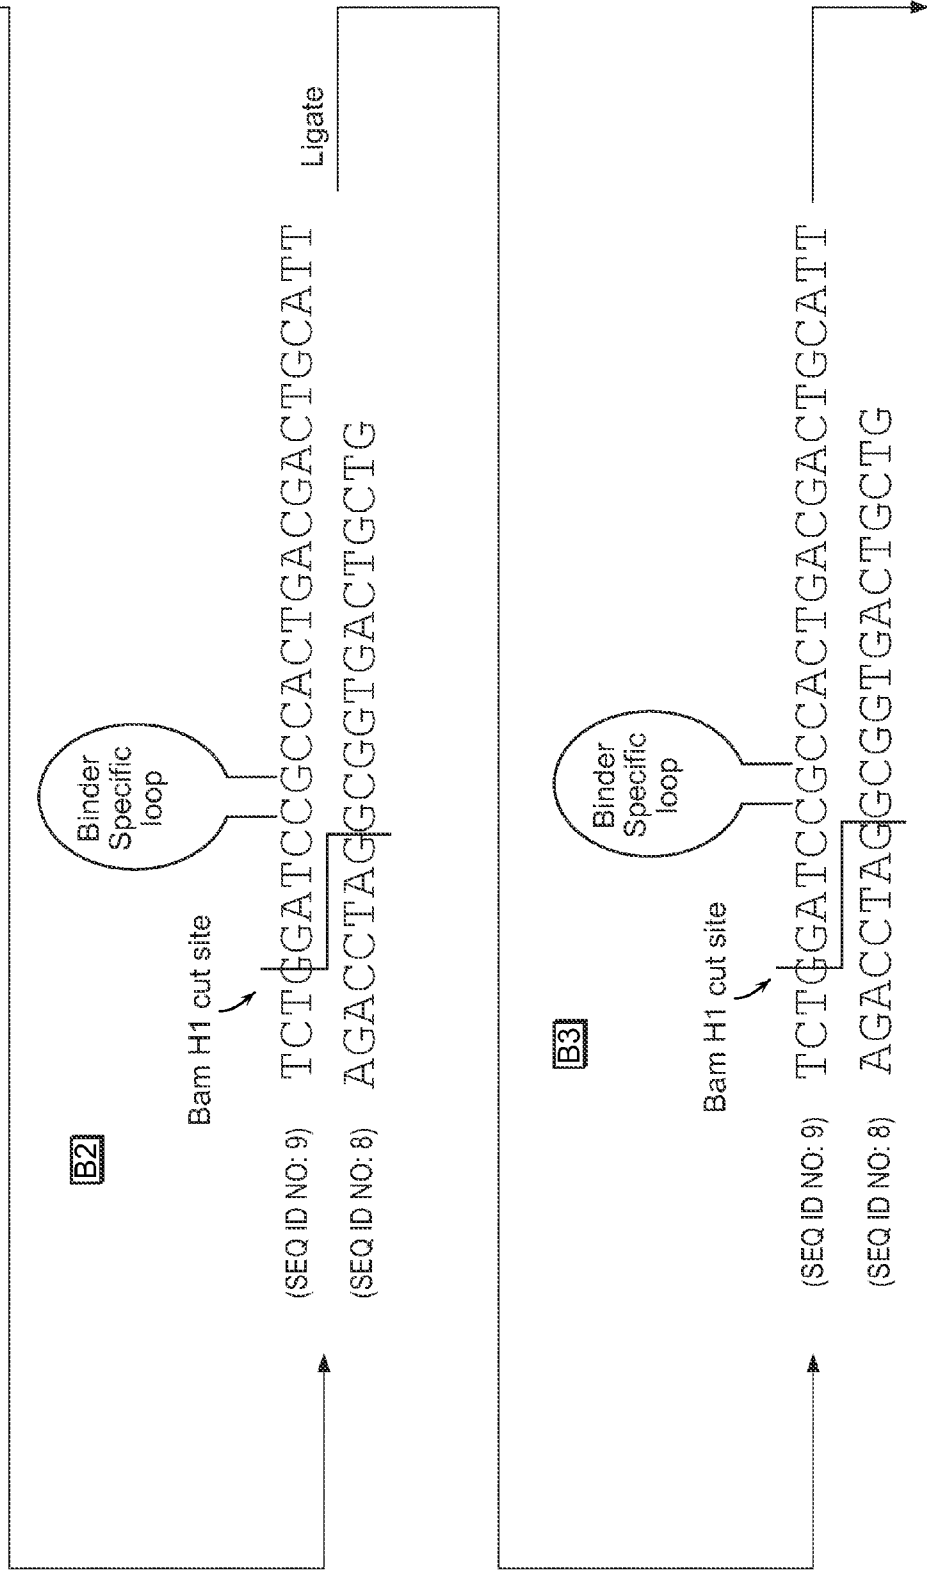 B2
Bam H1 cut site
Binder
Specific
loop
(SEQ ID NO: 9) TCTGGATCCGCCACTGACGACTGCATT
Ligate
(SEQ ID NO: 8) AGACCTAGGCGGTGACTGCTG
B3
Bam H1 cut site
Binder
Specific
loop
(SEQ ID NO: 9) TCTGGATCCGCCACTGACGACTGCATT
(SEQ ID NO: 8) AGACCTAGGCGGTGACTGCTG